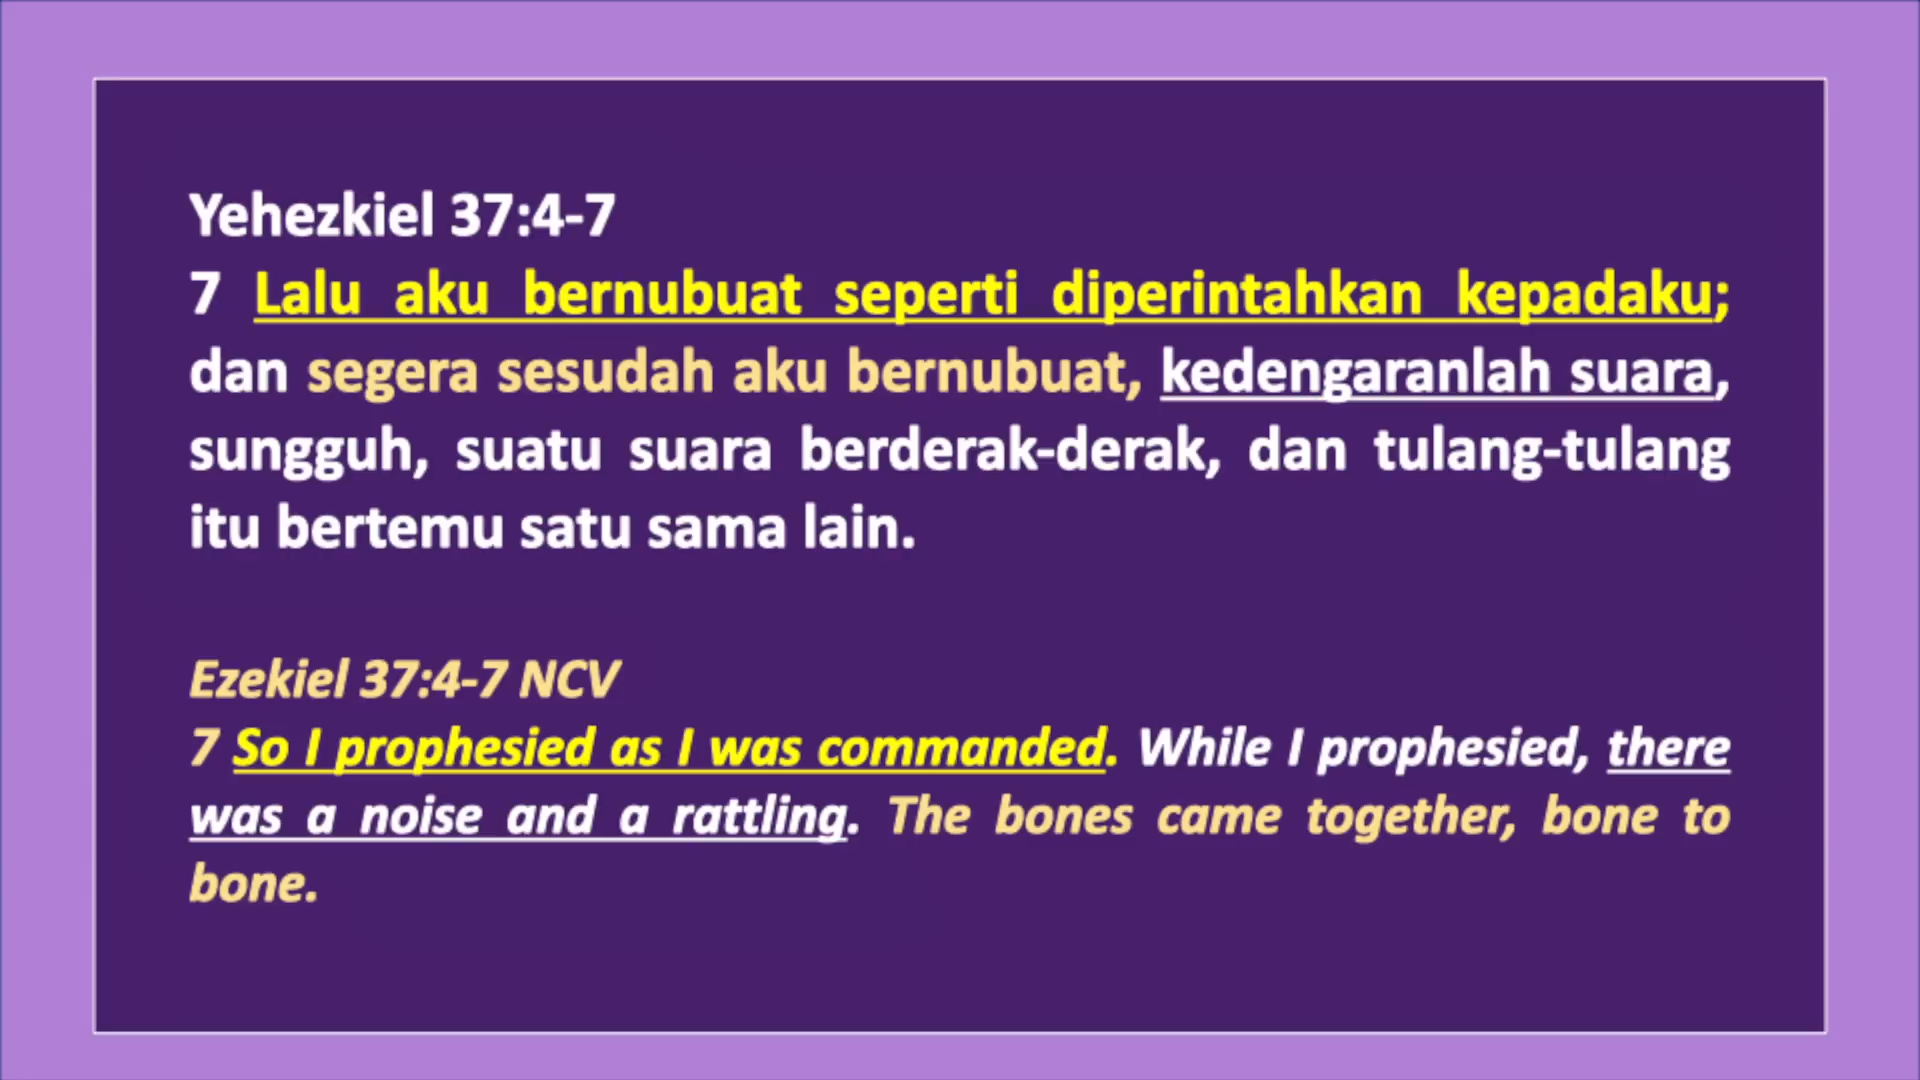 Yehezkiel 37:4-7
7 Lalu aku bernubuat seperti diperintahkan kepadaku;
dan segera sesudah aku bernubuat, kedengaranlah suara,
sungguh, suatu suara berderak-derak, dan tulang-tulang
itu bertemu satu sama lain.
Ezekiel 37:4-7 NCV
7 So I prophesied as I was commanded. While I prophesied, there
was a noise and a rattling. The bones came together, bone to
bone.